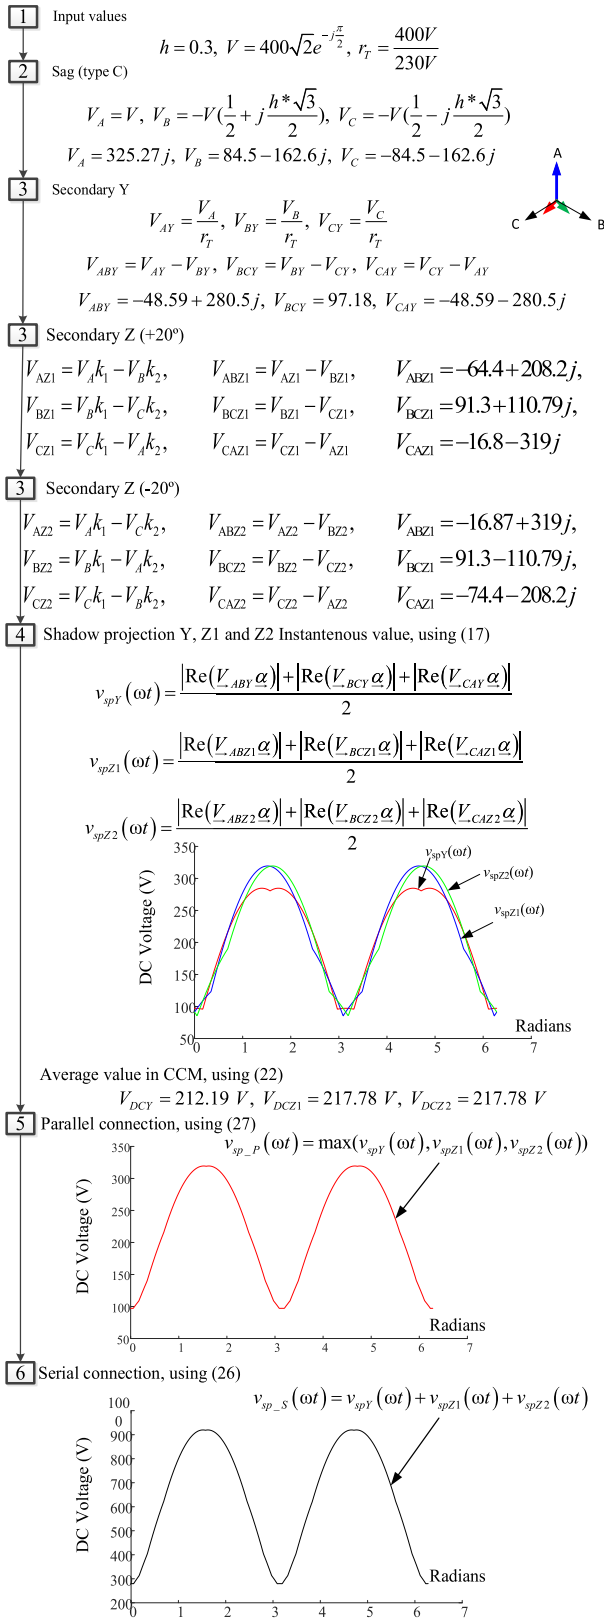 1 Input values
h = 0.3, V = 400√2e^{-jπ/2}, r_T = 400V/230V
2 Sag (type C)
V_A = V, V_B = −V(1/2 + j h*√3/2), V_C = −V(1/2 − j h*√3/2)
V_A = 325.27j, V_B = 84.5−162.6j, V_C = −84.5−162.6j
A
C
B
3 Secondary Y
V_AY = V_A/r_T, V_BY = V_B/r_T, V_CY = V_C/r_T
V_ABY = V_AY − V_BY, V_BCY = V_BY − V_CY, V_CAY = V_CY − V_AY
V_ABY = −48.59+280.5j, V_BCY = 97.18, V_CAY = −48.59−280.5j
3 Secondary Z (+20º)
V_AZ1 = V_A k_1 − V_B k_2, V_ABZ1 = V_AZ1 − V_BZ1, V_ABZ1 = −64.4+208.2j,
V_BZ1 = V_B k_1 − V_C k_2, V_BCZ1 = V_BZ1 − V_CZ1, V_BCZ1 = 91.3+110.79j,
V_CZ1 = V_C k_1 − V_A k_2, V_CAZ1 = V_CZ1 − V_AZ1 V_CAZ1 = −16.8−319j
3 Secondary Z (-20º)
V_AZ2 = V_A k_1 − V_C k_2, V_ABZ2 = V_AZ2 − V_BZ2, V_ABZ1 = −16.87+319j,
V_BZ2 = V_B k_1 − V_A k_2, V_BCZ2 = V_BZ2 − V_CZ2, V_BCZ1 = 91.3−110.79j,
V_CZ2 = V_C k_1 − V_B k_2, V_CAZ2 = V_CZ2 − V_AZ2 V_CAZ1 = −74.4−208.2j
4 Shadow projection Y, Z1 and Z2 Instantenous value, using (17)
v_spY(ωt) = |Re(V_ABY α)| + |Re(V_BCY α)| + |Re(V_CAY α)| / 2
v_spZ1(ωt) = |Re(V_ABZ1 α)| + |Re(V_BCZ1 α)| + |Re(V_CAZ1 α)| / 2
v_spZ2(ωt) = |Re(V_ABZ2 α)| + |Re(V_BCZ2 α)| + |Re(V_CAZ2 α)| / 2
DC Voltage (V)
350
300
250
200
150
100
50
v_spY(ωt)
v_spZ2(ωt)
v_spZ1(ωt)
Radians
0 1 2 3 4 5 6 7
Average value in CCM, using (22)
V_DCY = 212.19 V, V_DCZ1 = 217.78 V, V_DCZ2 = 217.78 V
5 Parallel connection, using (27)
v_sp_P(ωt) = max(v_spY(ωt), v_spZ1(ωt), v_spZ2(ωt))
DC Voltage (V)
350
300
250
200
150
100
50
Radians
0 1 2 3 4 5 6 7
6 Serial connection, using (26)
v_sp_S(ωt) = v_spY(ωt) + v_spZ1(ωt) + v_spZ2(ωt)
DC Voltage (V)
100
0
900
800
700
600
500
400
300
200
Radians
0 1 2 3 4 5 6 7